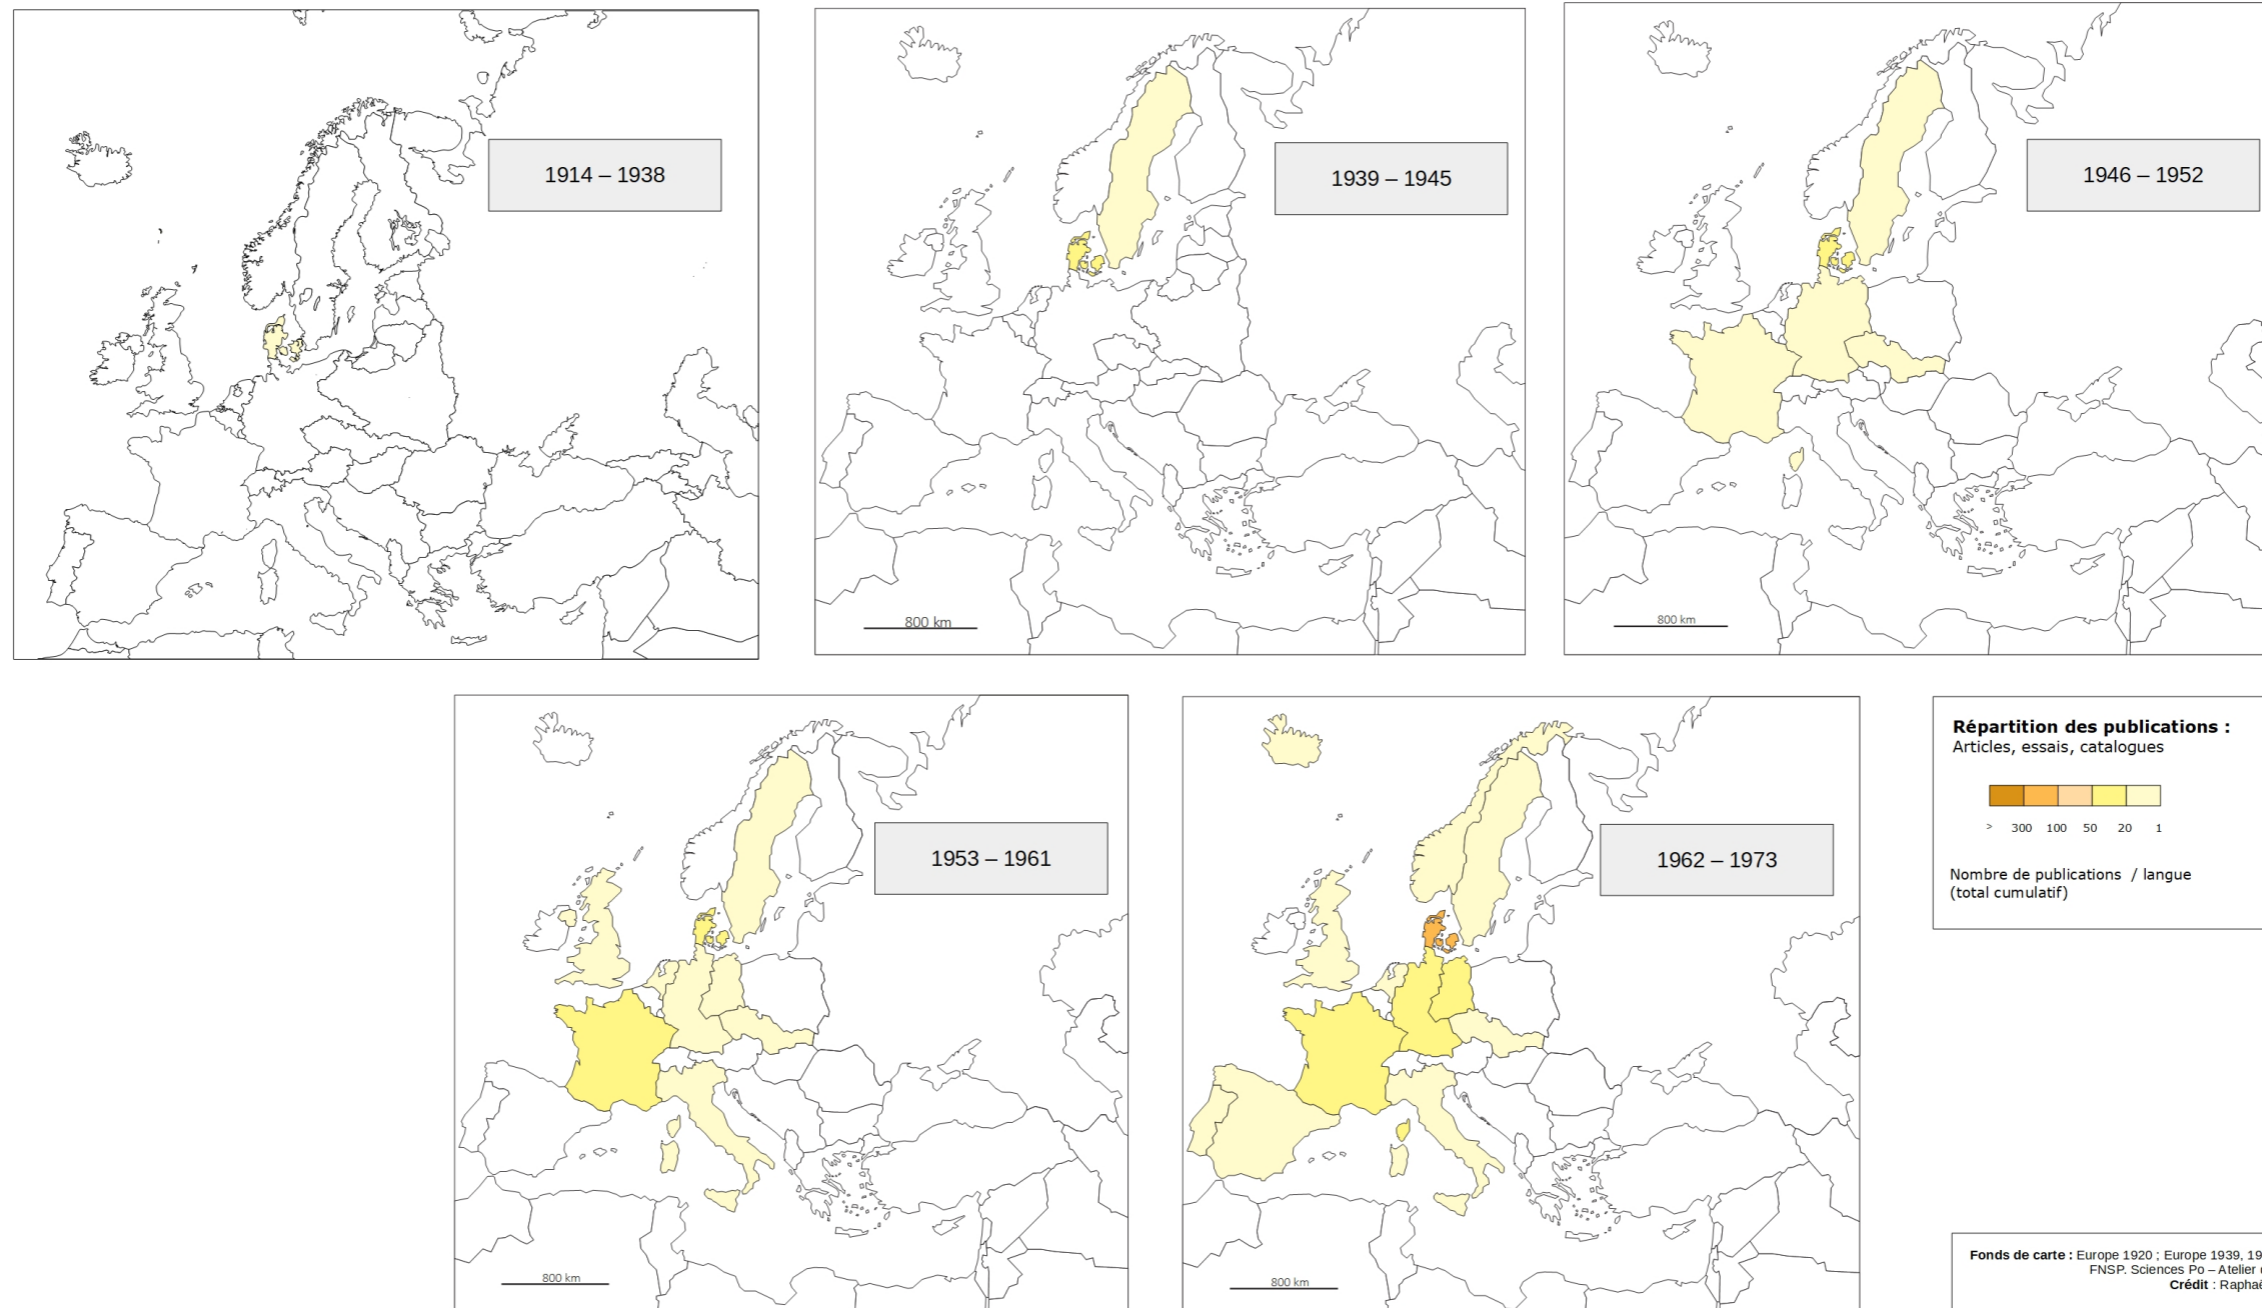 1914 – 1938
1939 – 1945
1946 – 1952
800 km
800 km
1953 – 1961
1962 – 1973
800 km
800 km
Répartition des publications :
Articles, essais, catalogues
> 300 100 50 20 1
Nombre de publications / langue
(total cumulatif)
Fonds de carte : Europe 1920 ; Europe 1939, 19
FNSP. Sciences Po – Atelier
Crédit : Raphaë